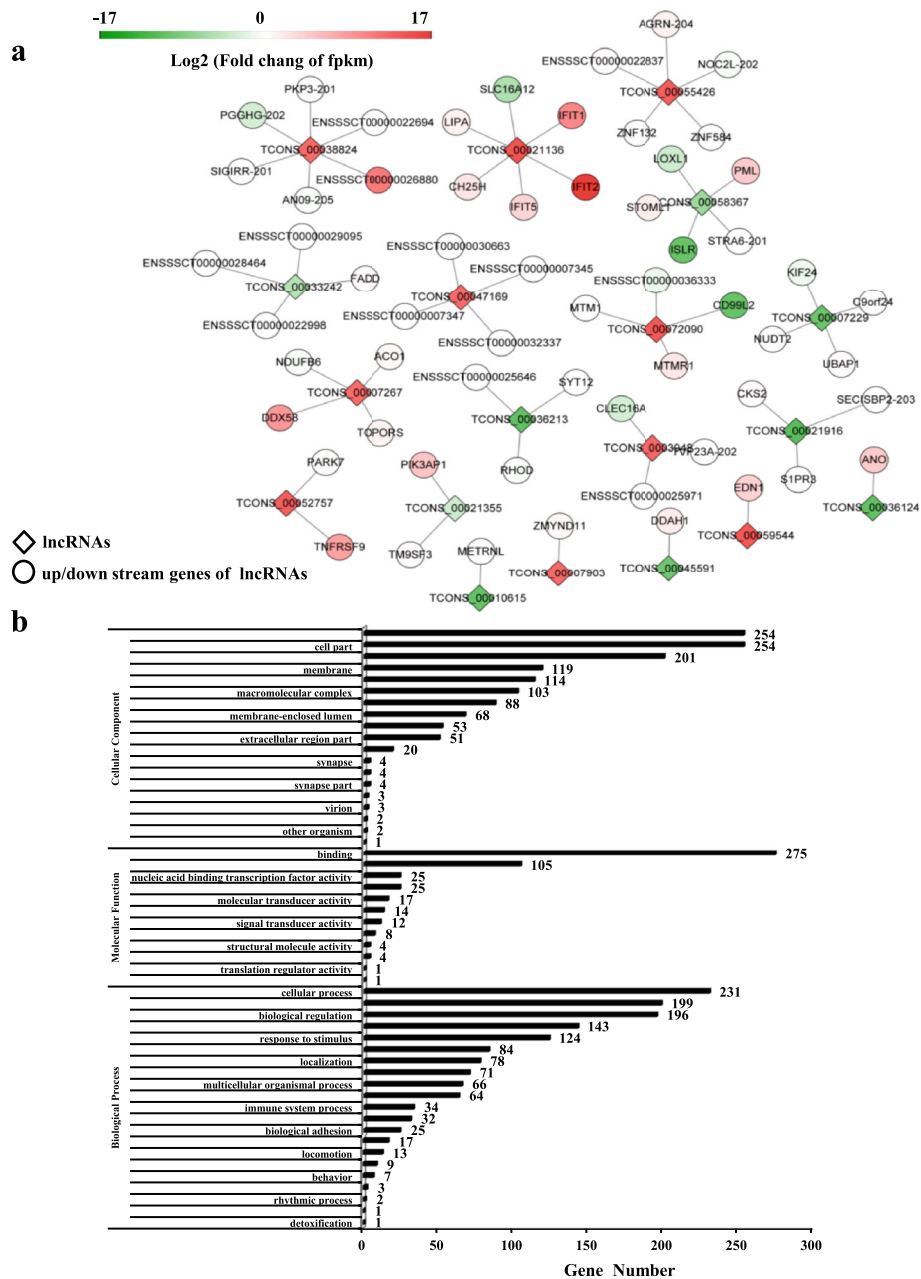 -17
0
17
Log2 (Fold chang of fpkm)
a
PKP3-201
PGGHG-202
ENSSSCT00000022694
TCONS_00038824
SIGIRR-201
ENSSSCT00000026880
AN09-205
SLC16A12
LIPA
IFIT1
TCONS_00021136
CH25H
IFIT2
IFIT5
AGRN-204
ENSSSCT00000022837
NOC2L-202
TCONS_00055426
ZNF132
ZNF584
LOXL1
PML
STOML1
CONS_00058367
STRA6-201
ISLR
ENSSSCT00000029095
ENSSSCT00000028464
FADD
TCONS_00033242
ENSSSCT00000022998
ENSSSCT00000030663
ENSSSCT00000007345
TCONS_00047169
ENSSSCT00000007347
ENSSSCT00000032337
ENSSSCT00000036333
MTM1
CD99L2
TCONS_00072090
MTMR1
KIF24
C9orf24
TCONS_00007229
NUDT2
UBAP1
NDUFB6
ACO1
TCONS_00007267
DDX58
TOPORS
ENSSSCT00000025646
SYT12
TCONS_00036213
RHOD
CLEC16A
TCONS_0003948
23A-202
ENSSSCT00000025971
CKS2
SECISBP2-203
TCONS_00021916
S1PR3
PARK7
TCONS_00052757
TNFRSF9
PIK3AP1
TCONS_00021355
TM9SF3
METRNL
TCONS_00010615
ZMYND11
TCONS_00007903
DDAH1
TCONS_00045591
EDN1
TCONS_00059544
ANO
TCONS_00036124
lncRNAs
up/down stream genes of lncRNAs
b
Cellular Component
254
cell part 254
201
membrane 119
114
macromolecular complex 103
88
membrane-enclosed lumen 68
53
extracellular region part 51
20
synapse 4
4
synapse part 4
3
virion 3
2
other organism 2
1
Molecular Function
binding 275
105
nucleic acid binding transcription factor activity 25
25
molecular transducer activity 17
14
signal transducer activity 12
8
structural molecule activity 4
4
translation regulator activity 1
1
Biological Process
cellular process 231
199
biological regulation 196
143
response to stimulus 124
84
localization 78
71
multicellular organismal process 66
64
immune system process 34
32
biological adhesion 25
17
locomotion 13
9
behavior 7
3
rhythmic process 2
1
detoxification 1
0 50 100 150 200 250 300
Gene Number